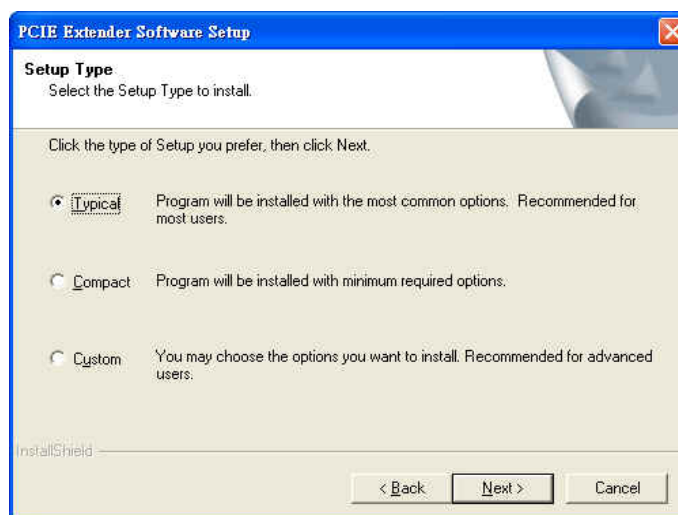 PCIE Extender Software Setup
Setup Type
Select the Setup Type to install.
Click the type of Setup you prefer, then click Next.
Typical
Program will be installed with the most common options. Recommended for
most users.
Compact
Program will be installed with minimum required options.
Custom
You may choose the options you want to install. Recommended for advanced
users.
InstallShield
< Back
Next >
Cancel